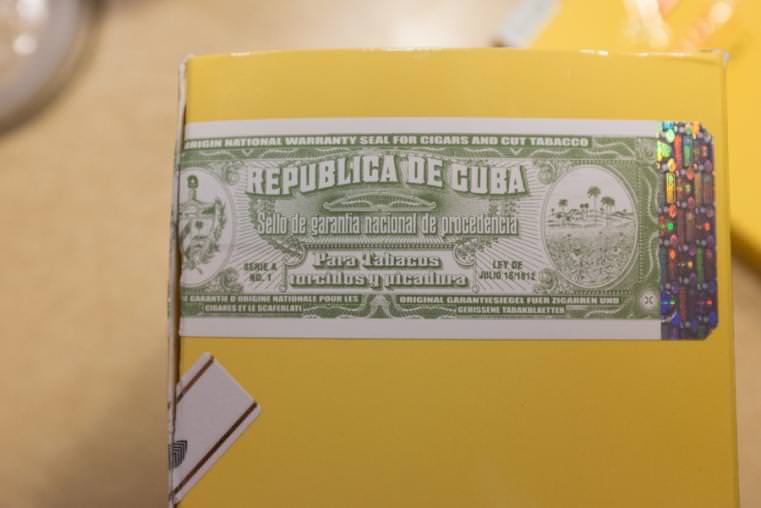 ORIGIN NATIONAL WARRANTY SEAL FOR CIGARS AND CUT TABACCO
REPUBLICA DE CUBA
Sello de garantia nacional de procedencia
Para Tabacos
torcidos y picadura
SERIE A
NO. 1
LEY DE
JULIO 16/1912
E GARANTIE D ORIGINE NATIONALE POUR LES
CIGARES ET LE SCAFERLATI
ORIGINAL GARANTIESIEGEL FUER ZIGARREN UND
GERISSENE TABAKBLAETTER